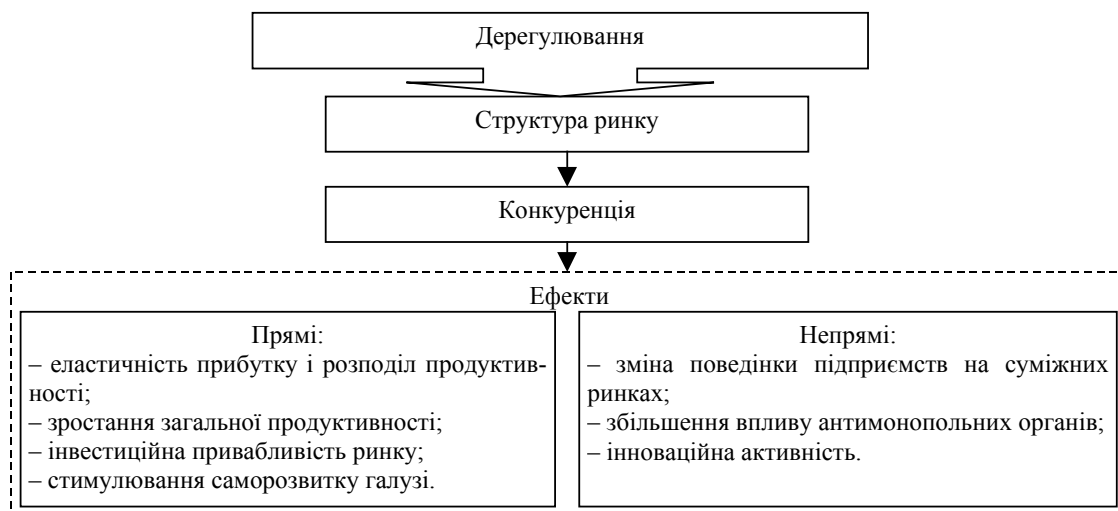 Дерегулювання
Структура ринку
Конкуренція
Ефекти
Прямі:
– еластичність прибутку і розподіл продуктив-
ності;
– зростання загальної продуктивності;
– інвестиційна привабливість ринку;
– стимулювання саморозвитку галузі.
Непрямі:
– зміна поведінки підприємств на суміжних
ринках;
– збільшення впливу антимонопольних органів;
– інноваційна активність.